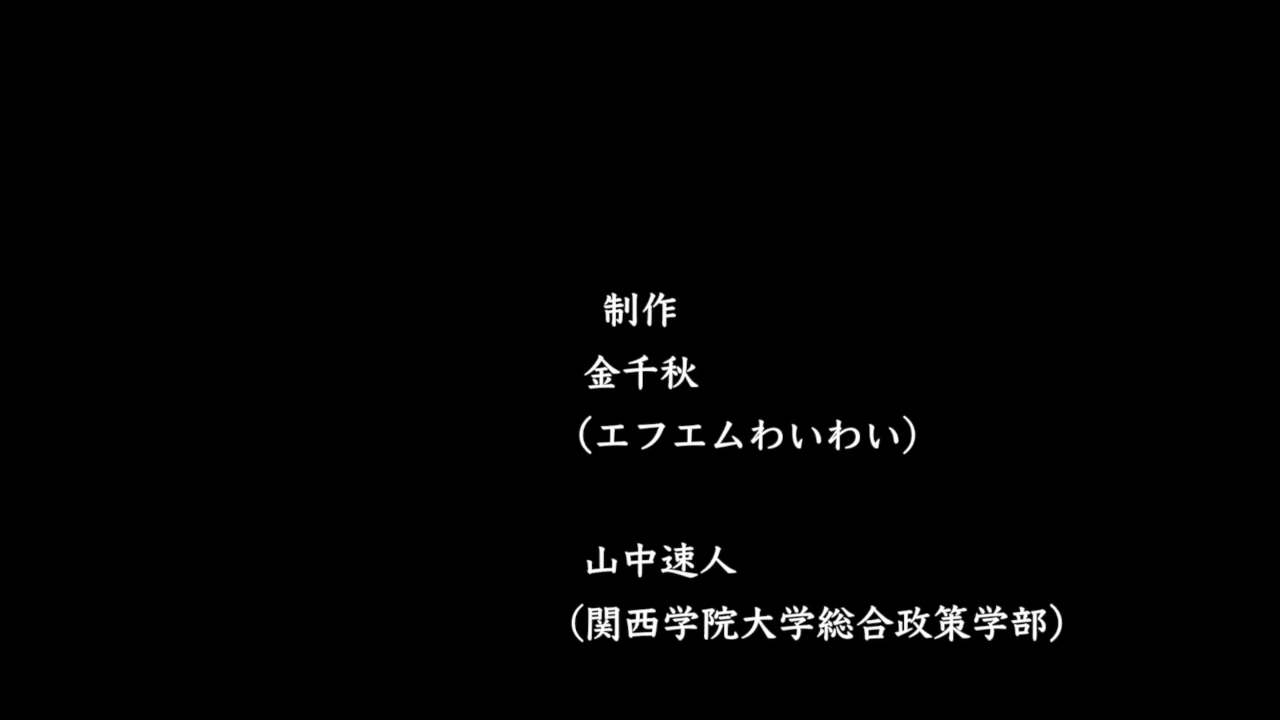 制作
金千秋
（エフエムわいわい）
山中速人
（関西学院大学総合政策学部）